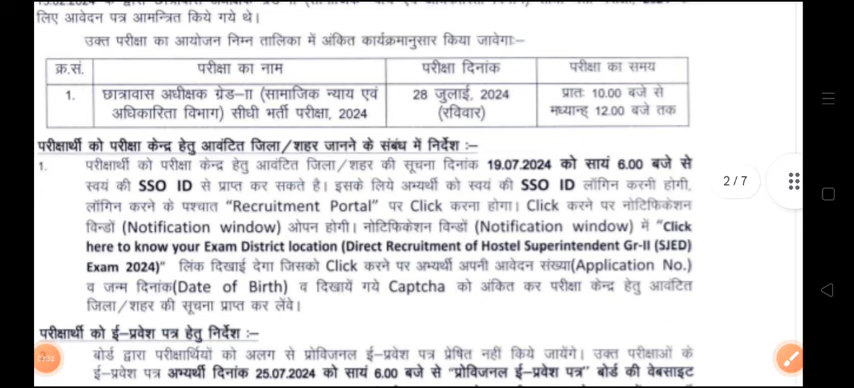 लिए आवेदन पत्र आमन्त्रित किये गये थे।
उक्त परीक्षा का आयोजन निम्न तालिका में अंकित कार्यक्रमानुसार किया जावेगाः–
क्र.सं. परीक्षा का नाम परीक्षा दिनांक परीक्षा का समय
1. छात्रावास अधीक्षक ग्रेड–II (सामाजिक न्याय एवं 28 जुलाई, 2024 प्रातः 10.00 बजे से
अधिकारिता विभाग) सीधी भर्ती परीक्षा, 2024 (रविवार) मध्यान्ह 12.00 बजे तक
परीक्षार्थी को परीक्षा केन्द्र हेतु आवंटित जिला/शहर जानने के संबंध में निर्देश :–
1. परीक्षार्थी को परीक्षा केन्द्र हेतु आवंटित जिला/शहर की सूचना दिनांक 19.07.2024 को सायं 6.00 बजे से
स्वयं की SSO ID से प्राप्त कर सकते है। इसके लिये अभ्यर्थी को स्वयं की SSO ID लॉगिन करनी होगी,
लॉगिन करने के पश्चात “Recruitment Portal” पर Click करना होगा। Click करने पर नोटिफिकेशन
विन्डों (Notification window) ओपन होगी। नोटिफिकेशन विन्डों (Notification window) में “Click
here to know your Exam District location (Direct Recruitment of Hostel Superintendent Gr-II (SJED)
Exam 2024)” लिंक दिखाई देगा जिसको Click करने पर अभ्यर्थी अपनी आवेदन संख्या(Application No.)
व जन्म दिनांक(Date of Birth) व दिखायें गये Captcha को अंकित कर परीक्षा केन्द्र हेतु आवंटित
जिला/शहर की सूचना प्राप्त कर लेंवे।
परीक्षार्थी को ई–प्रवेश पत्र हेतु निर्देश :–
बोर्ड द्वारा परीक्षार्थियों को अलग से प्रोविजनल ई–प्रवेश पत्र प्रेषित नहीं किये जायेंगे। उक्त परीक्षाओं के
ई–प्रवेश पत्र अभ्यर्थी दिनांक 25.07.2024 को सायं 6.00 बजे से “प्रोविजनल ई–प्रवेश पत्र” बोर्ड की वेबसाइट
2 / 7